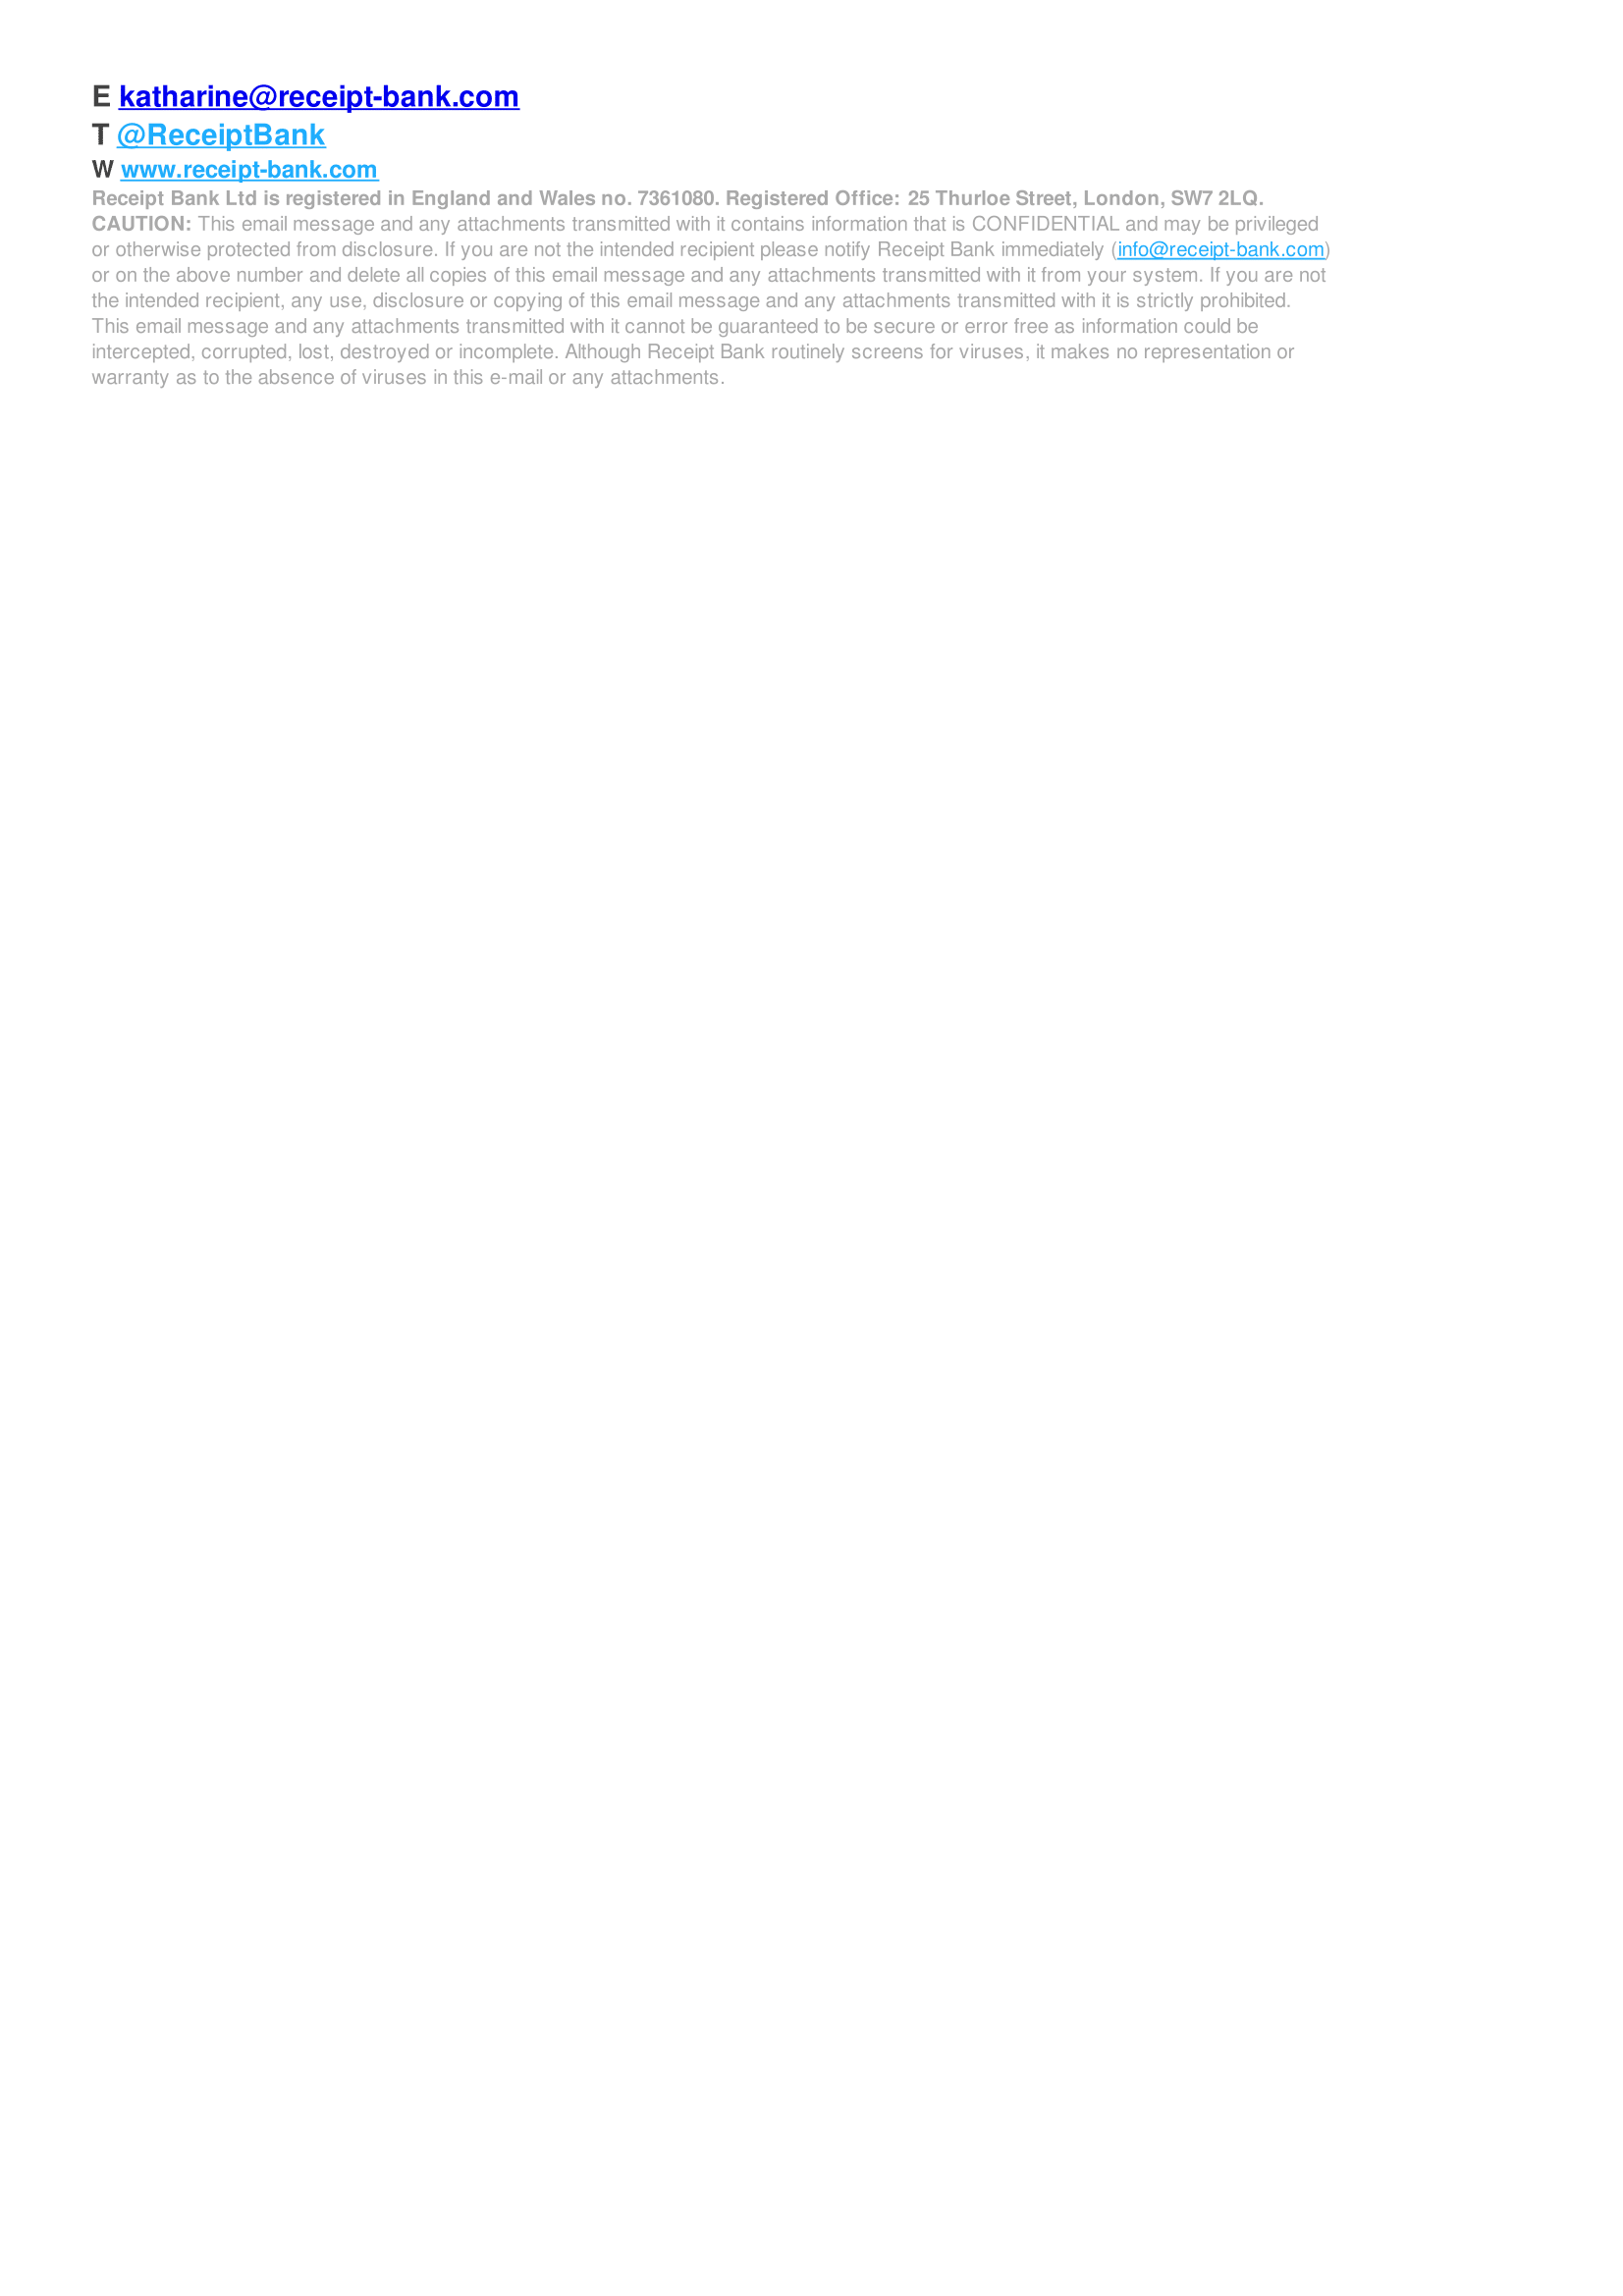 E katharine@receipt-bank.com
T @ReceiptBank
W www.receipt-bank.com
Receipt Bank Ltd is registered in England and Wales no. 7361080. Registered Office: 25 Thurloe Street, London, SW7 2LQ.
CAUTION: This email message and any attachments transmitted with it contains information that is CONFIDENTIAL and may be privileged
or otherwise protected from disclosure. If you are not the intended recipient please notify Receipt Bank immediately (info@receipt-bank.com)
or on the above number and delete all copies of this email message and any attachments transmitted with it from your system. If you are not
the intended recipient, any use, disclosure or copying of this email message and any attachments transmitted with it is strictly prohibited.
This email message and any attachments transmitted with it cannot be guaranteed to be secure or error free as information could be
intercepted, corrupted, lost, destroyed or incomplete. Although Receipt Bank routinely screens for viruses, it makes no representation or
warranty as to the absence of viruses in this e-mail or any attachments.